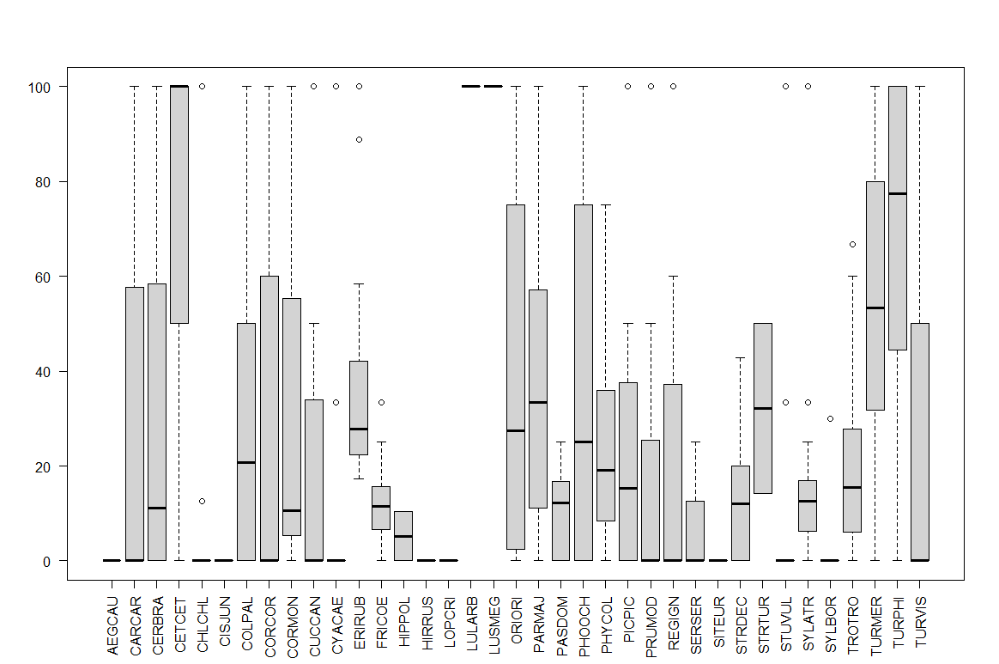 100
80
60
40
20
0
AEGCAU
CARCAR
CERBRA
CETCET
CHLCHL
CISJUN
COLPAL
CORCOR
CORMON
CUCCAN
CYACAE
ERIRUB
FRICOE
HIPPOL
HIRRUS
LOPCRI
LULARB
LUSMEG
ORIORI
PARMAJ
PASDOM
PHOOCH
PHYCOL
PICPIC
PRUMOD
REGIGN
SERSER
SITEUR
STRDEC
STRTUR
STUVUL
SYLATR
SYLBOR
TROTRO
TURMER
TURPHI
TURVIS